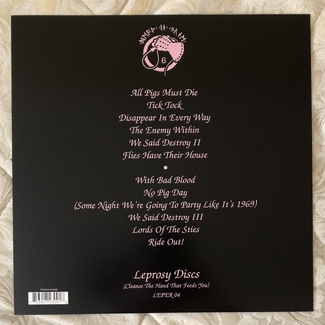 6
All Pigs Must Die
Tick Tock
Disappear In Every Way
The Enemy Within
We Said Destroy II
Flies Have Their House
•
With Bad Blood
No Pig Day
(Some Night We're Going To Party Like It's 1969)
We Said Destroy III
Lords Of The Sties
Ride Out!
Leprosy Discs
(Cleanse The Hand That Feeds You)
LEPER 04